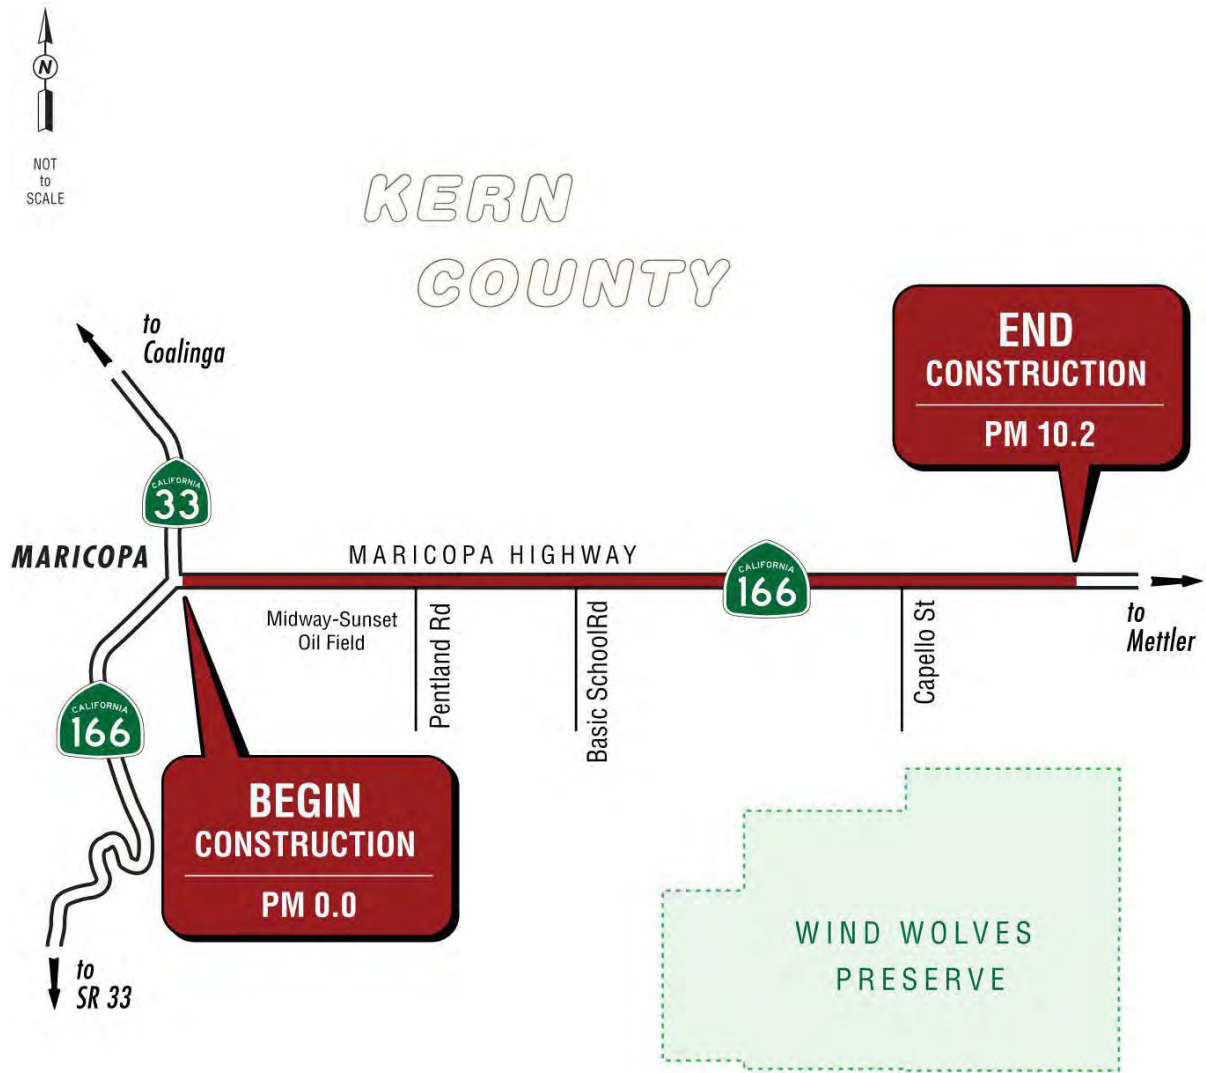 N
NOT
to
SCALE
KERN
COUNTY
to
Coalinga
END
CONSTRUCTION
PM 10.2
CALIFORNIA
33
MARICOPA
MARICOPA HIGHWAY
CALIFORNIA
166
to
Mettler
Midway-Sunset
Oil Field
Pentland Rd
Basic SchoolRd
Capello St
CALIFORNIA
166
BEGIN
CONSTRUCTION
PM 0.0
WIND WOLVES
PRESERVE
to
SR 33